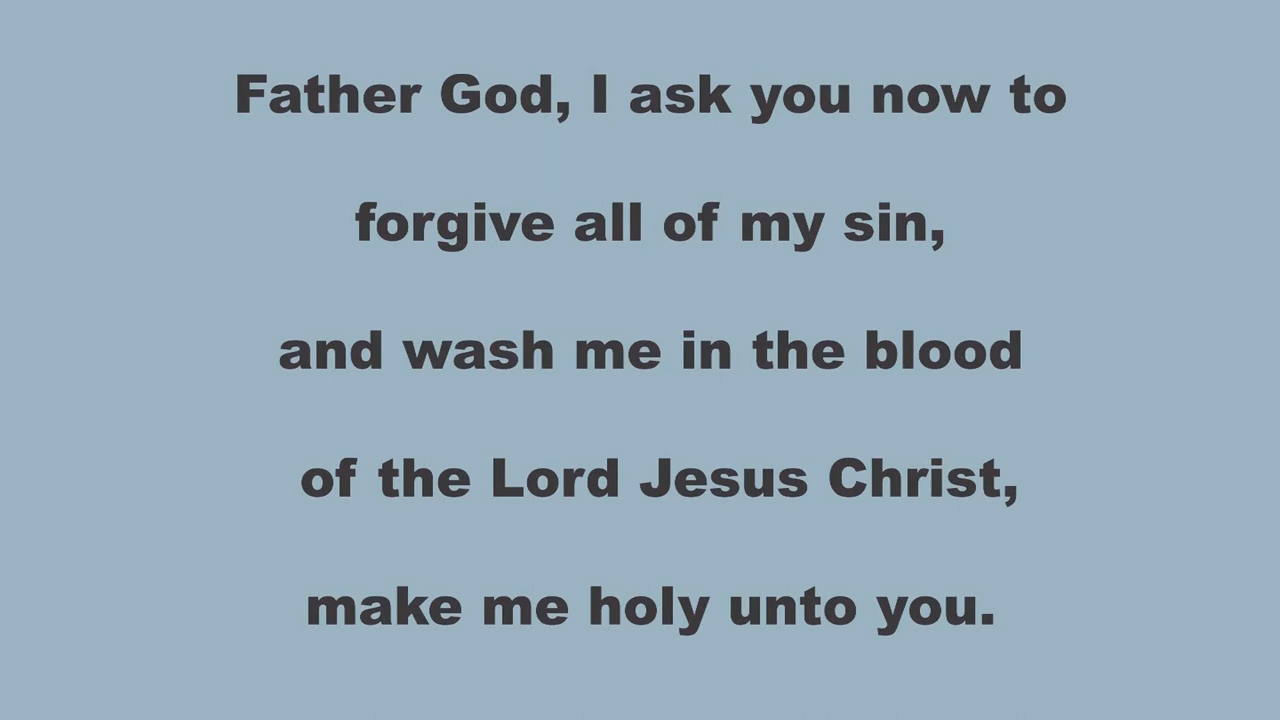 Father God, I ask you now to
forgive all of my sin,
and wash me in the blood
of the Lord Jesus Christ,
make me holy unto you.